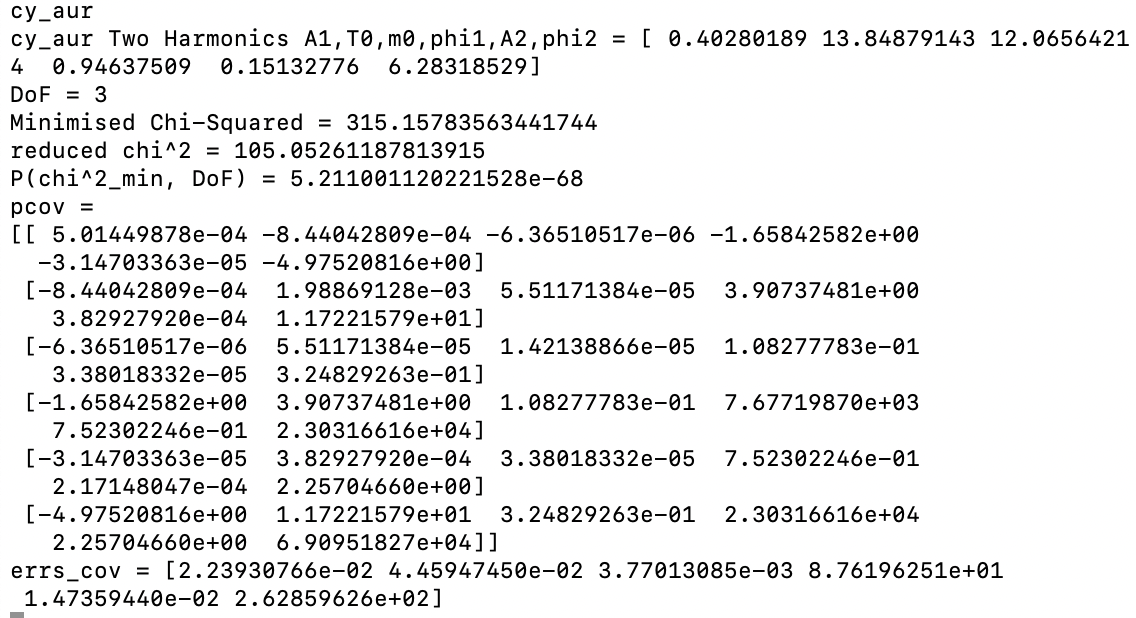 cy_aur
cy_aur Two Harmonics A1,T0,m0,phi1,A2,phi2 = [ 0.40280189 13.84879143 12.0656421
4  0.94637509  0.15132776  6.28318529]
DoF = 3
Minimised Chi-Squared = 315.15783563441744
reduced chi^2 = 105.05261187813915
P(chi^2_min, DoF) = 5.211001120221528e-68
pcov =
[[ 5.01449878e-04 -8.44042809e-04 -6.36510517e-06 -1.65842582e+00
  -3.14703363e-05 -4.97520816e+00]
 [-8.44042809e-04  1.98869128e-03  5.51171384e-05  3.90737481e+00
   3.82927920e-04  1.17221579e+01]
 [-6.36510517e-06  5.51171384e-05  1.42138866e-05  1.08277783e-01
   3.38018332e-05  3.24829263e-01]
 [-1.65842582e+00  3.90737481e+00  1.08277783e-01  7.67719870e+03
   7.52302246e-01  2.30316616e+04]
 [-3.14703363e-05  3.82927920e-04  3.38018332e-05  7.52302246e-01
   2.17148047e-04  2.25704660e+00]
 [-4.97520816e+00  1.17221579e+01  3.24829263e-01  2.30316616e+04
   2.25704660e+00  6.90951827e+04]]
errs_cov = [2.23930766e-02 4.45947450e-02 3.77013085e-03 8.76196251e+01
 1.47359440e-02 2.62859626e+02]